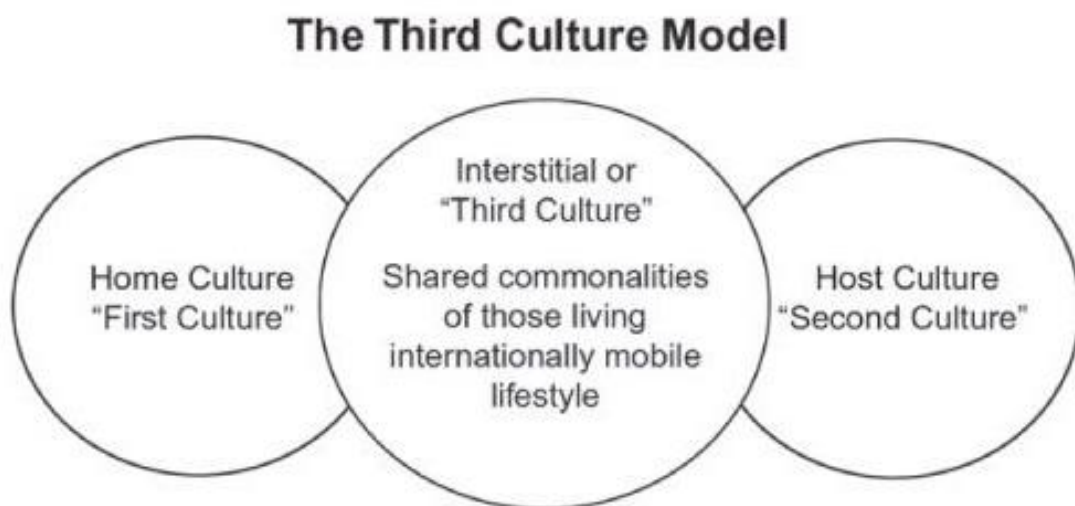 The Third Culture Model
Home Culture
“First Culture”
Interstitial or
“Third Culture”
Shared commonalities
of those living
internationally mobile
lifestyle
Host Culture
“Second Culture”